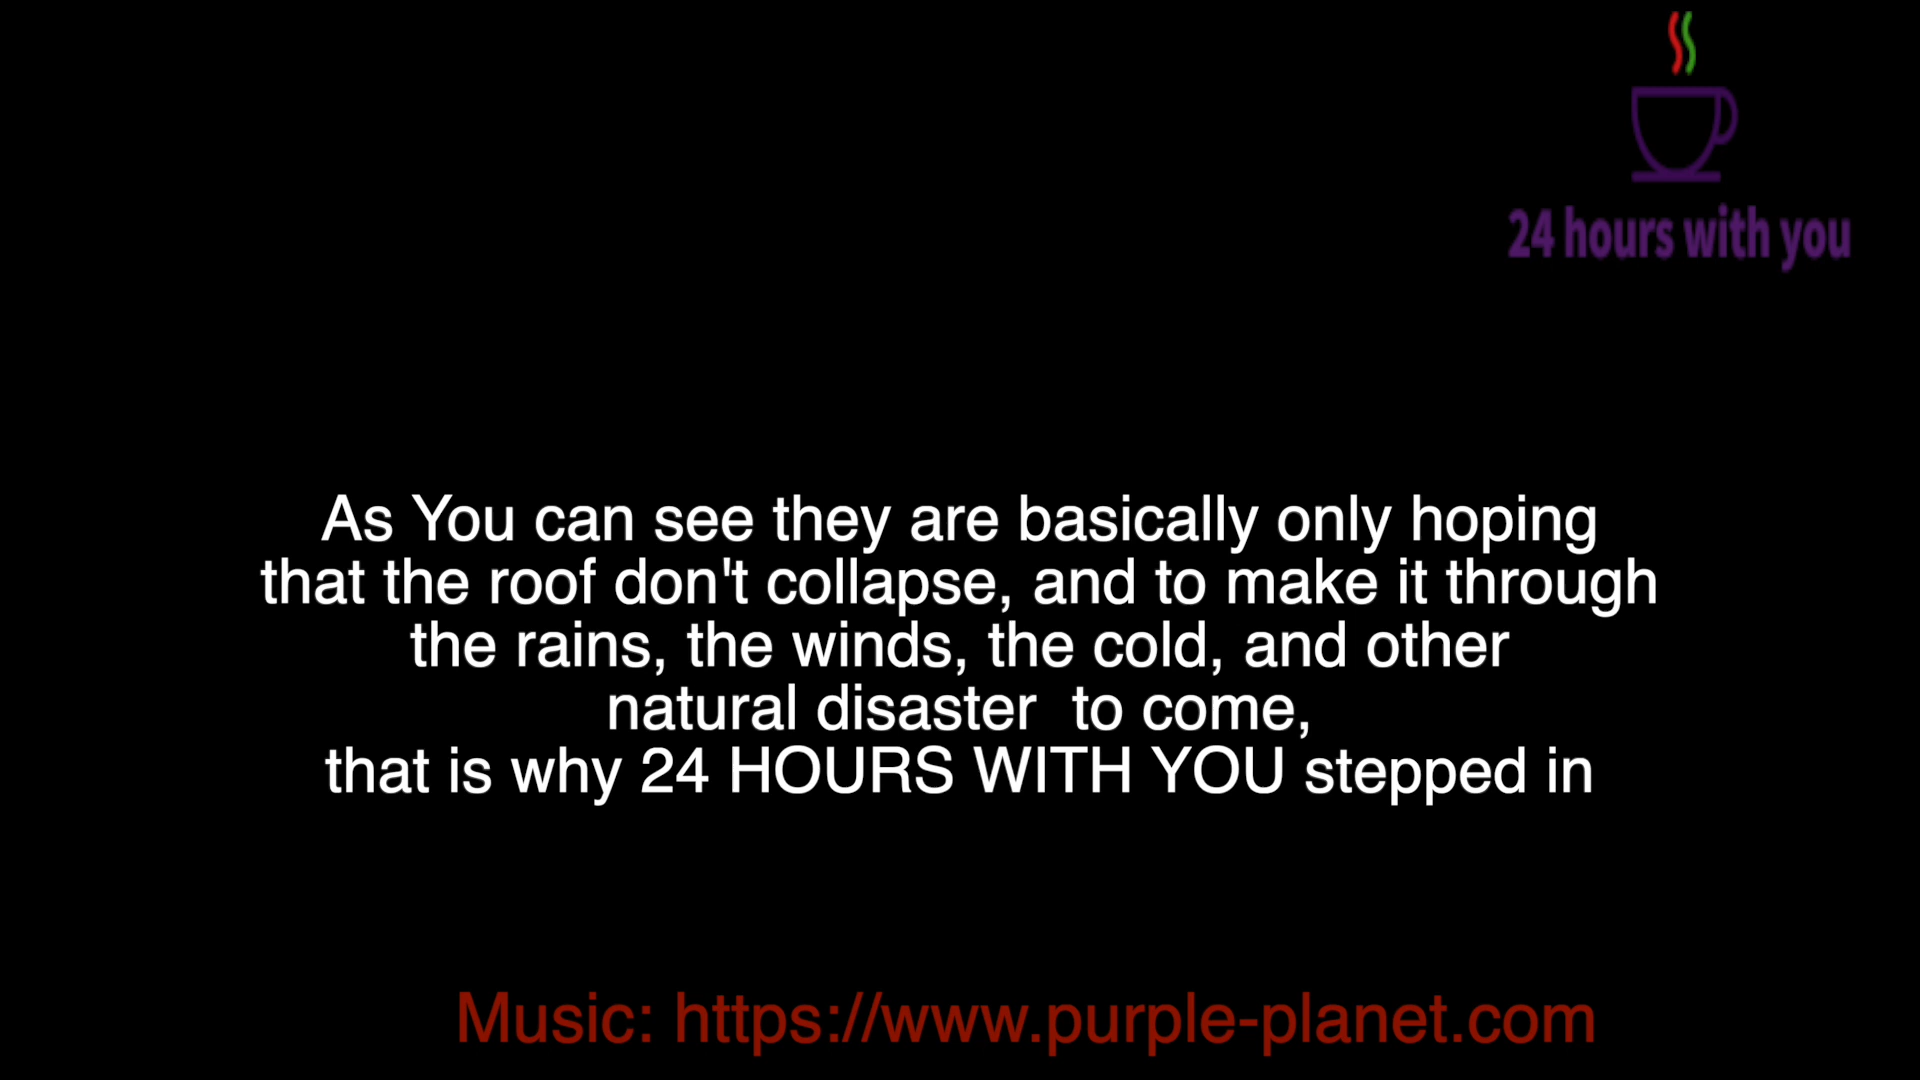 24 hours with you
As You can see they are basically only hoping
that the roof don't collapse, and to make it through
the rains, the winds, the cold, and other
natural disaster  to come,
that is why 24 HOURS WITH YOU stepped in
Music: https://www.purple-planet.com